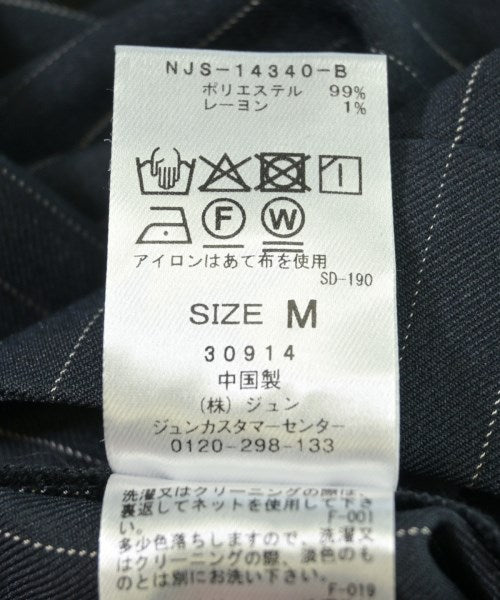 NJS-14340-B
ポリエステル 99%
レーヨン 1%
F W
アイロンはあて布を使用
SD-190
SIZE M
30914
中国製
(株) ジュン
ジュンカスタマーセンター
0120-298-133
洗濯又はクリーニングの際は、
裏返してネットを使用して下さ
い。 F-001
多少色落ちしますので、洗濯又
はクリーニングの際、淡色のも
のとは別にお洗い下さい。
F-019